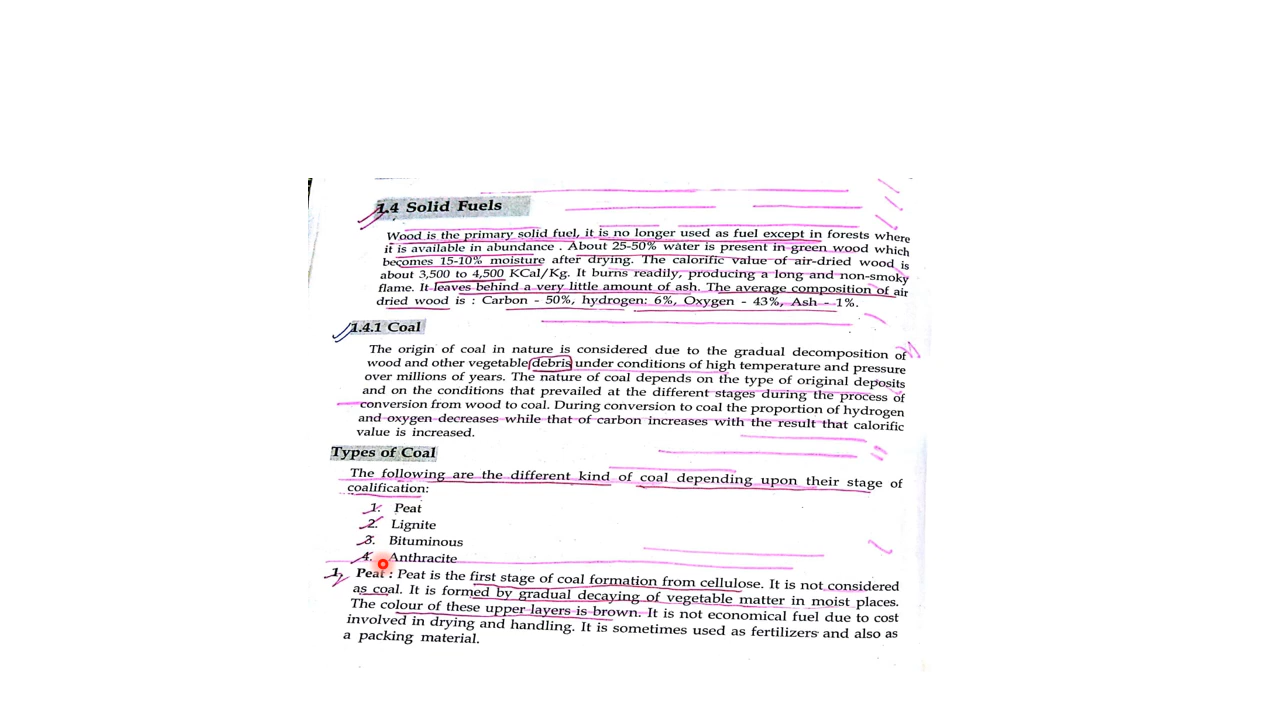 1.4 Solid Fuels
Wood is the primary solid fuel, it is no longer used as fuel except in forests where
it is available in abundance . About 25-50% water is present in green wood which
becomes 15-10% moisture after drying. The calorific value of air-dried wood is
about 3,500 to 4,500 KCal/Kg. It burns readily, producing a long and non-smoky
flame. It leaves behind a very little amount of ash. The average composition of air
dried wood is : Carbon - 50%, hydrogen: 6%, Oxygen - 43%, Ash - 1%.
1.4.1 Coal
The origin of coal in nature is considered due to the gradual decomposition of
wood and other vegetable debris under conditions of high temperature and pressure
over millions of years. The nature of coal depends on the type of original deposits
and on the conditions that prevailed at the different stages during the process of
conversion from wood to coal. During conversion to coal the proportion of hydrogen
and oxygen decreases while that of carbon increases with the result that calorific
value is increased.
Types of Coal
The following are the different kind of coal depending upon their stage of
coalification:
1. Peat
2. Lignite
3. Bituminous
4. Anthracite
1. Peat : Peat is the first stage of coal formation from cellulose. It is not considered
as coal. It is formed by gradual decaying of vegetable matter in moist places.
The colour of these upper layers is brown. It is not economical fuel due to cost
involved in drying and handling. It is sometimes used as fertilizers and also as
a packing material.